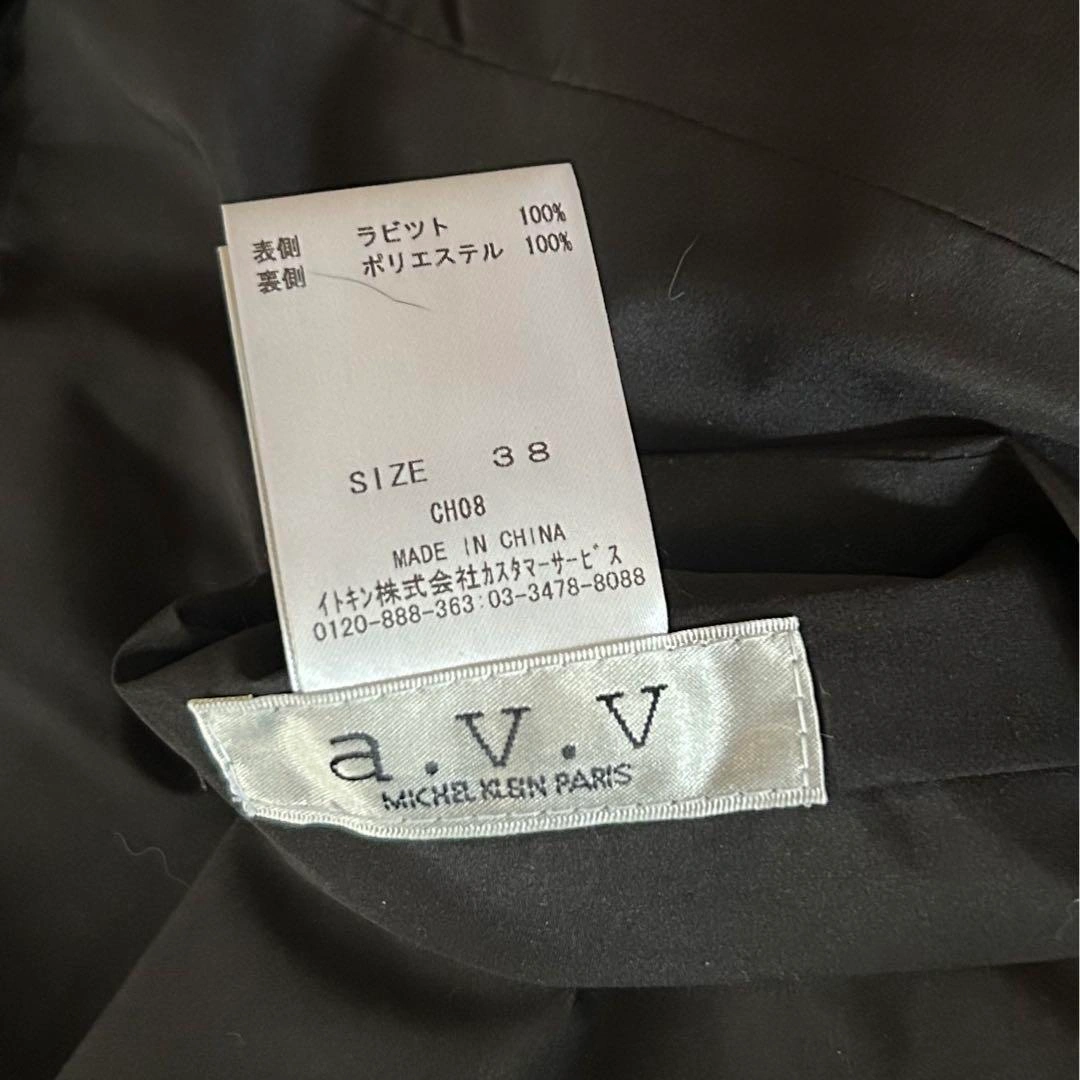 表側 ラビツト 100%
裏側 ポリエステル 100%
SIZE 38
CH08
MADE IN CHINA
イトキン株式会社ｶｽﾀﾏｰｻｰﾋﾞｽ
0120-888-363:03-3478-8088
a.v.v
MICHEL KLEIN PARIS